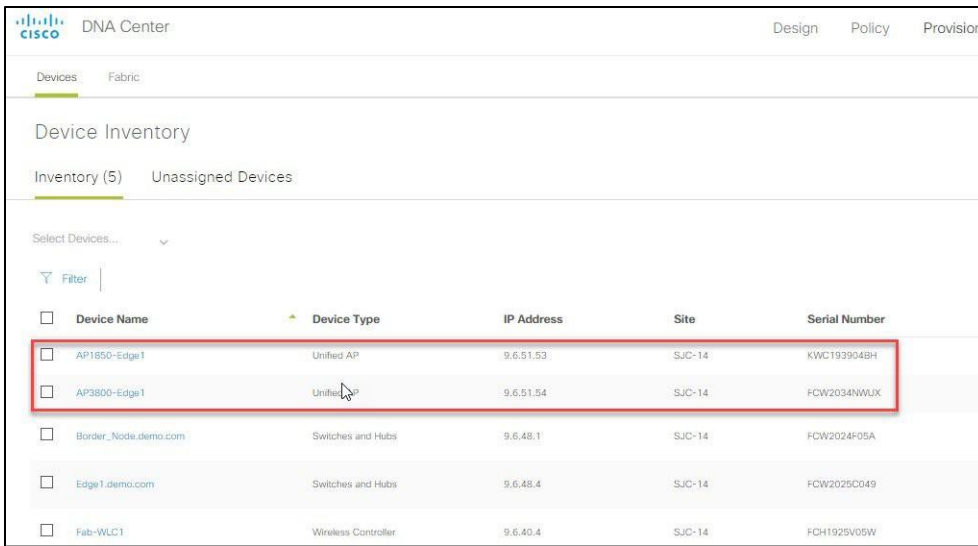 CISCO DNA Center Design Policy Provision
Devices Fabric
Device Inventory
Inventory (5) Unassigned Devices
Select Devices...
Filter
Device Name Device Type IP Address Site Serial Number
AP1850-Edge1 Unified AP 9.6.51.53 SJC-14 KWC193904BH
AP3800-Edge1 Unified AP 9.6.51.54 SJC-14 FCW2034NWUX
Border_Node.demo.com Switches and Hubs 9.6.48.1 SJC-14 FCW2024F05A
Edge1.demo.com Switches and Hubs 9.6.48.4 SJC-14 FCW2025C049
Fab-WLC1 Wireless Controller 9.6.40.4 SJC-14 FCH1925V05W